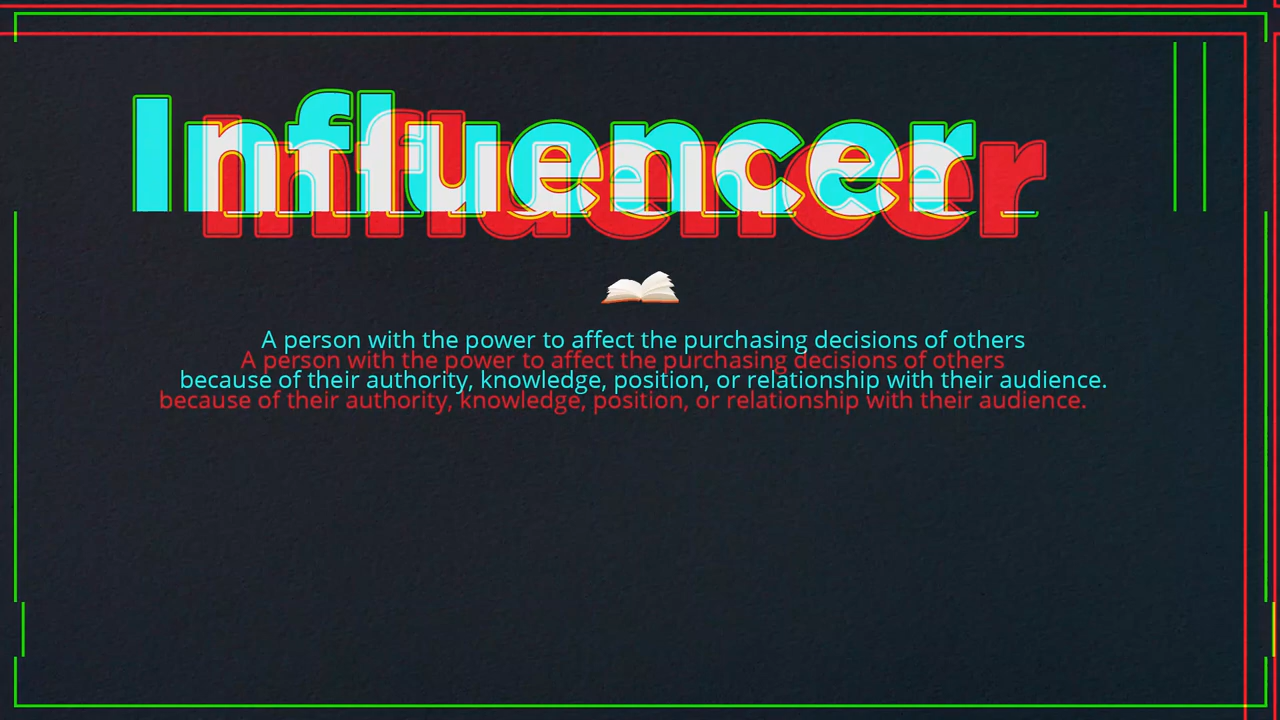 Influencer
A person with the power to affect the purchasing decisions of others
because of their authority, knowledge, position, or relationship with their audience.